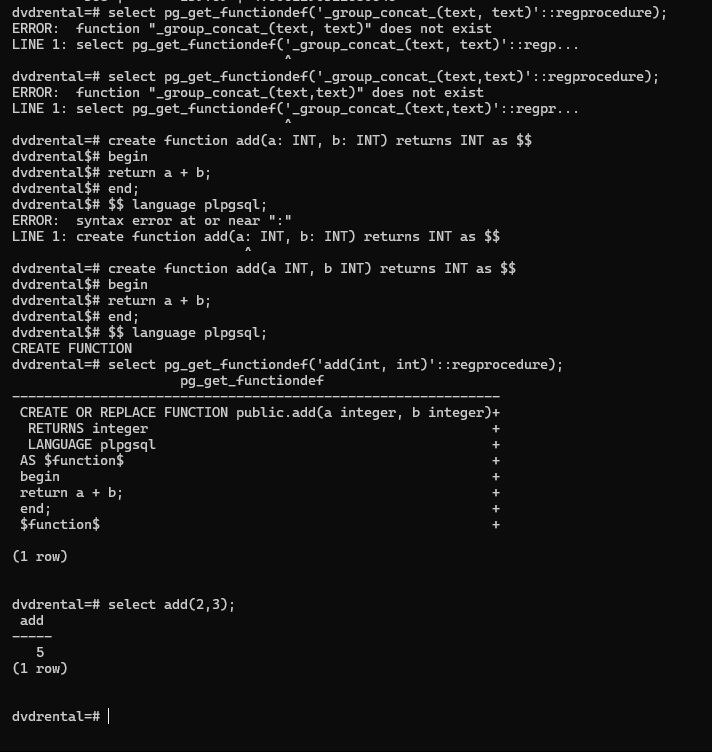 dvdrental=# select pg_get_functiondef('_group_concat_(text, text)'::regprocedure);
ERROR:  function "_group_concat_(text, text)" does not exist
LINE 1: select pg_get_functiondef('_group_concat_(text, text)'::regp...
                                  ^
dvdrental=# select pg_get_functiondef('_group_concat_(text,text)'::regprocedure);
ERROR:  function "_group_concat_(text,text)" does not exist
LINE 1: select pg_get_functiondef('_group_concat_(text,text)'::regpr...
                                  ^
dvdrental=# create function add(a: INT, b: INT) returns INT as $$
dvdrental$# begin
dvdrental$# return a + b;
dvdrental$# end;
dvdrental$# $$ language plpgsql;
ERROR:  syntax error at or near ":"
LINE 1: create function add(a: INT, b: INT) returns INT as $$
                             ^
dvdrental=# create function add(a INT, b INT) returns INT as $$
dvdrental$# begin
dvdrental$# return a + b;
dvdrental$# end;
dvdrental$# $$ language plpgsql;
CREATE FUNCTION
dvdrental=# select pg_get_functiondef('add(int, int)'::regprocedure);
                     pg_get_functiondef
-------------------------------------------------------------
 CREATE OR REPLACE FUNCTION public.add(a integer, b integer)+
  RETURNS integer                                           +
  LANGUAGE plpgsql                                          +
 AS $function$                                              +
 begin                                                      +
 return a + b;                                              +
 end;                                                       +
 $function$                                                 +

(1 row)

dvdrental=# select add(2,3);
 add
-----
   5
(1 row)

dvdrental=#